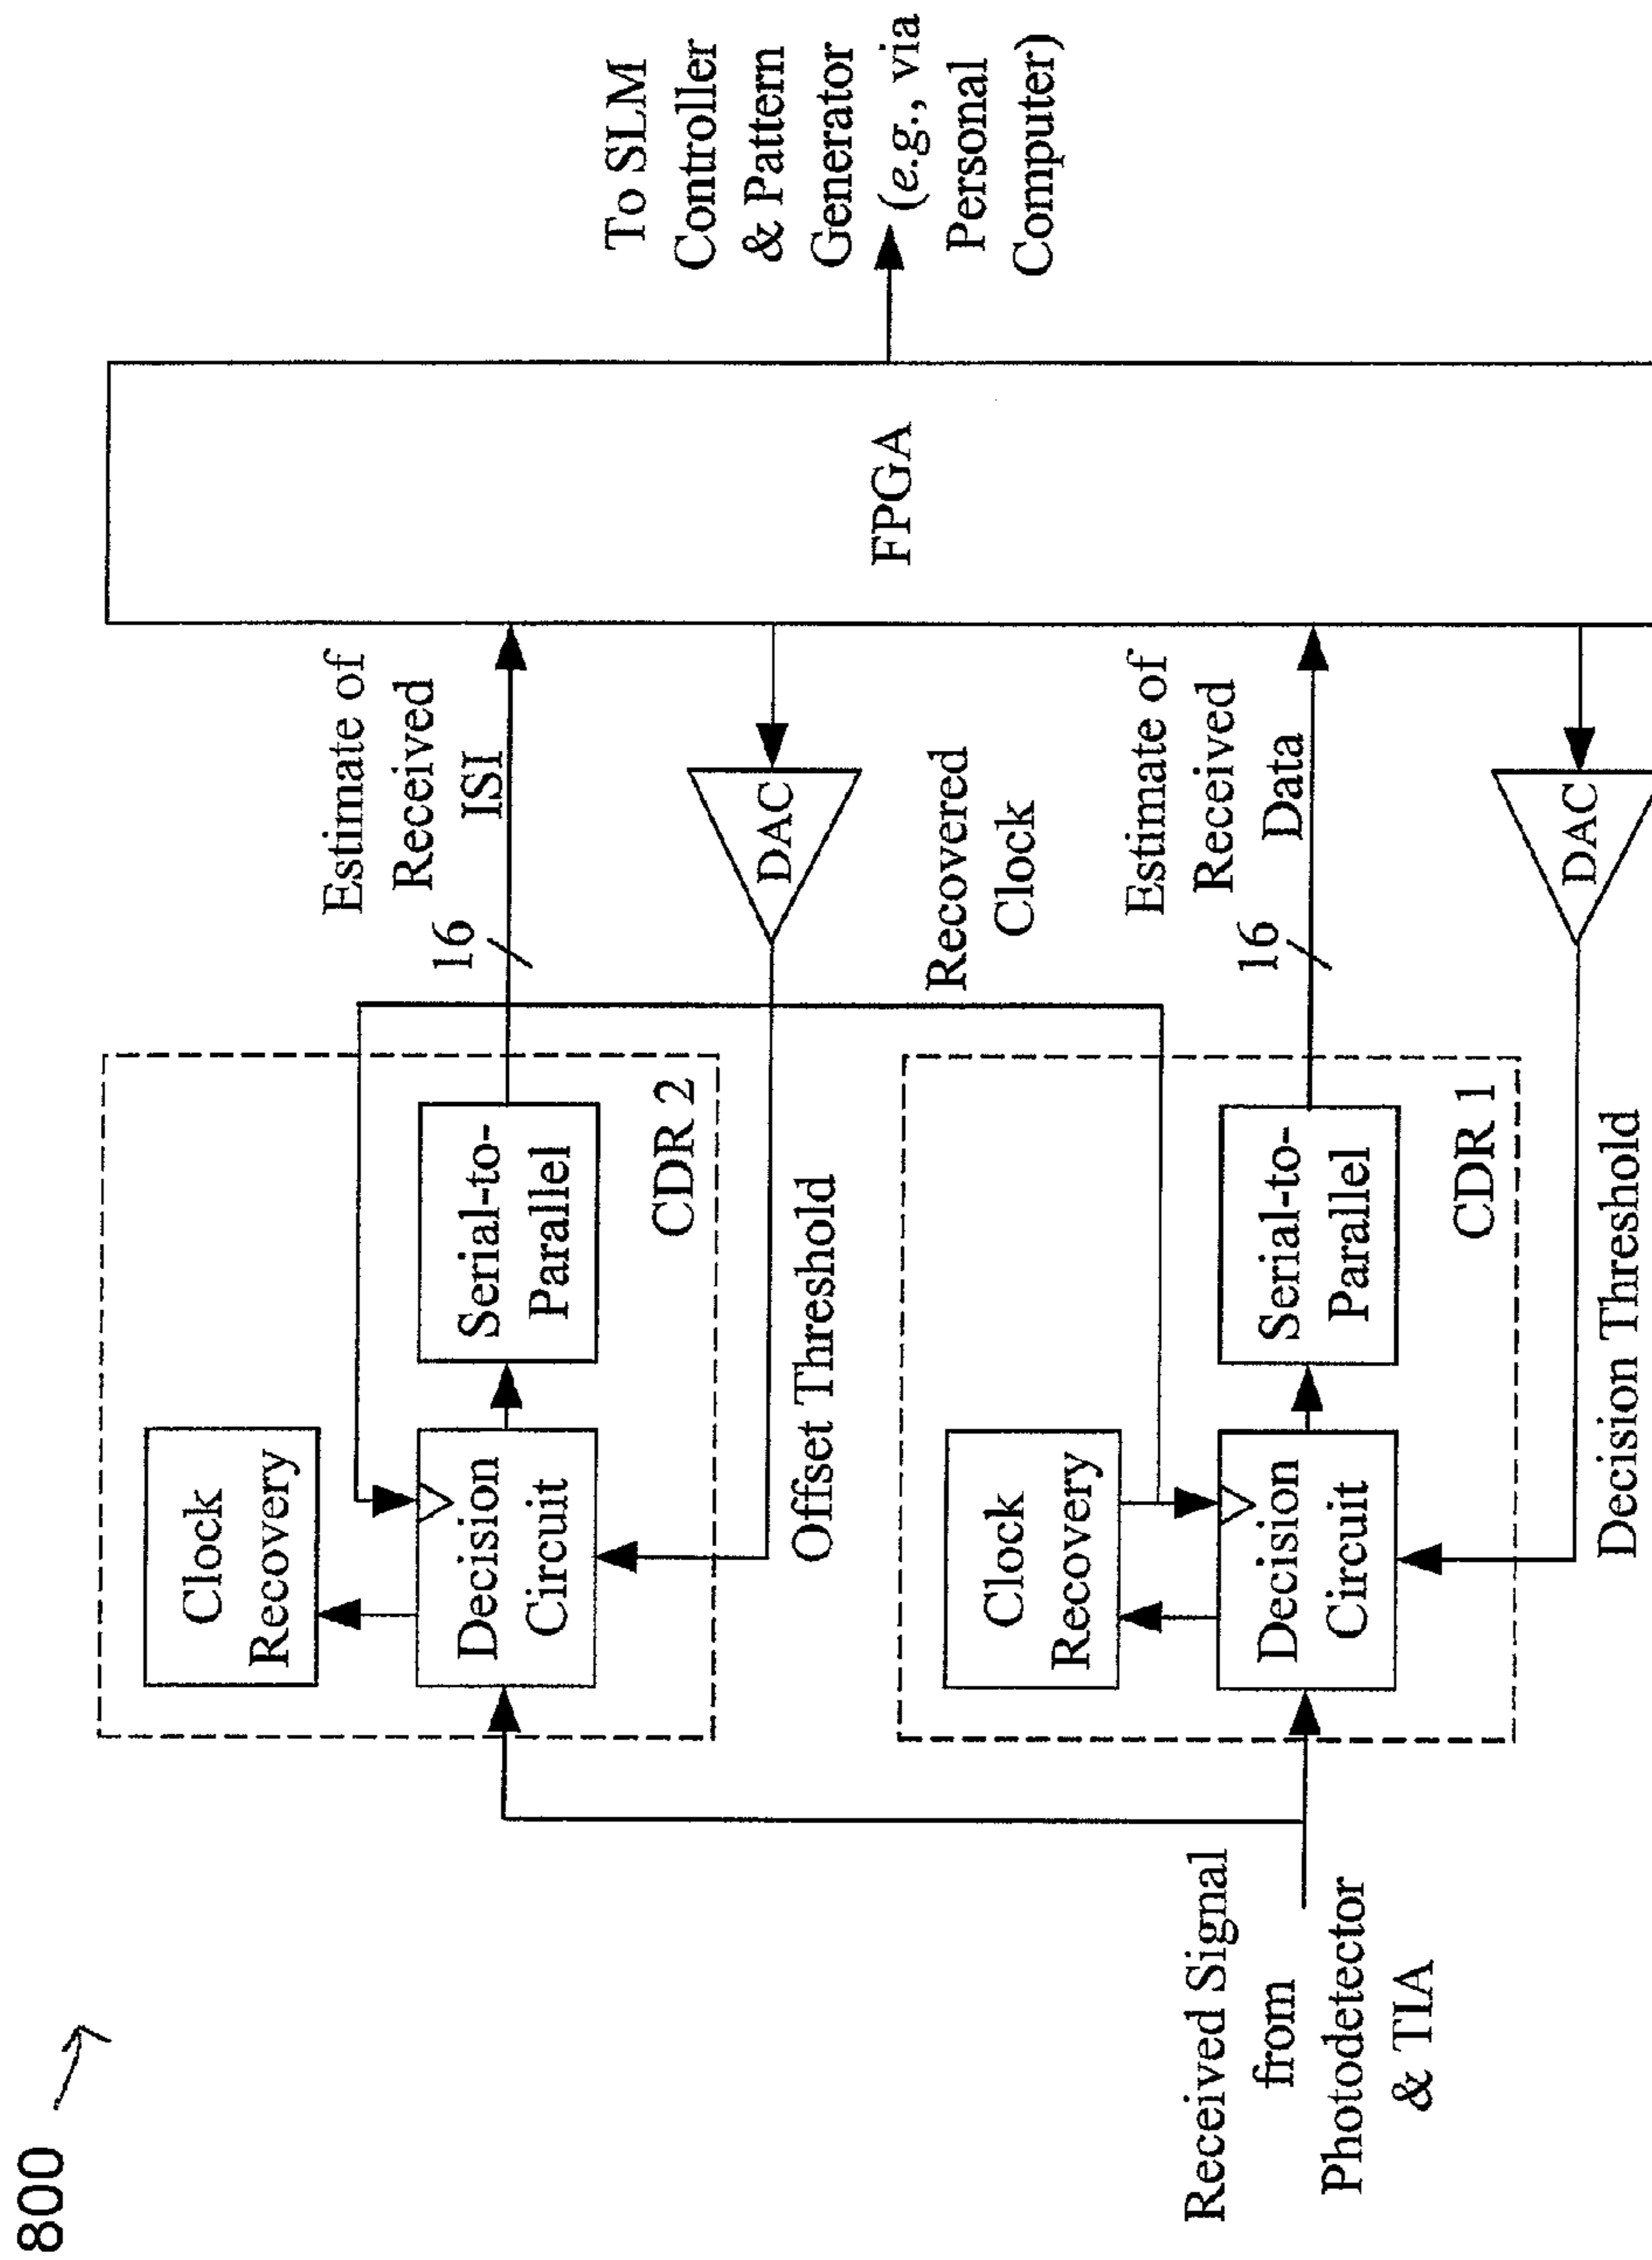 800
Received Signal
from
Photodetector
& TIA
Clock
Recovery
Decision
Circuit
Serial-to-
Parallel
CDR 2
Offset Threshold
Clock
Recovery
Decision
Circuit
Serial-to-
Parallel
CDR 1
Decision Threshold
16
Estimate of
Received
ISI
DAC
Recovered
Clock
16
Estimate of
Received
Data
DAC
FPGA
To SLM
Controller
& Pattern
Generator
(e.g., via
Personal
Computer)